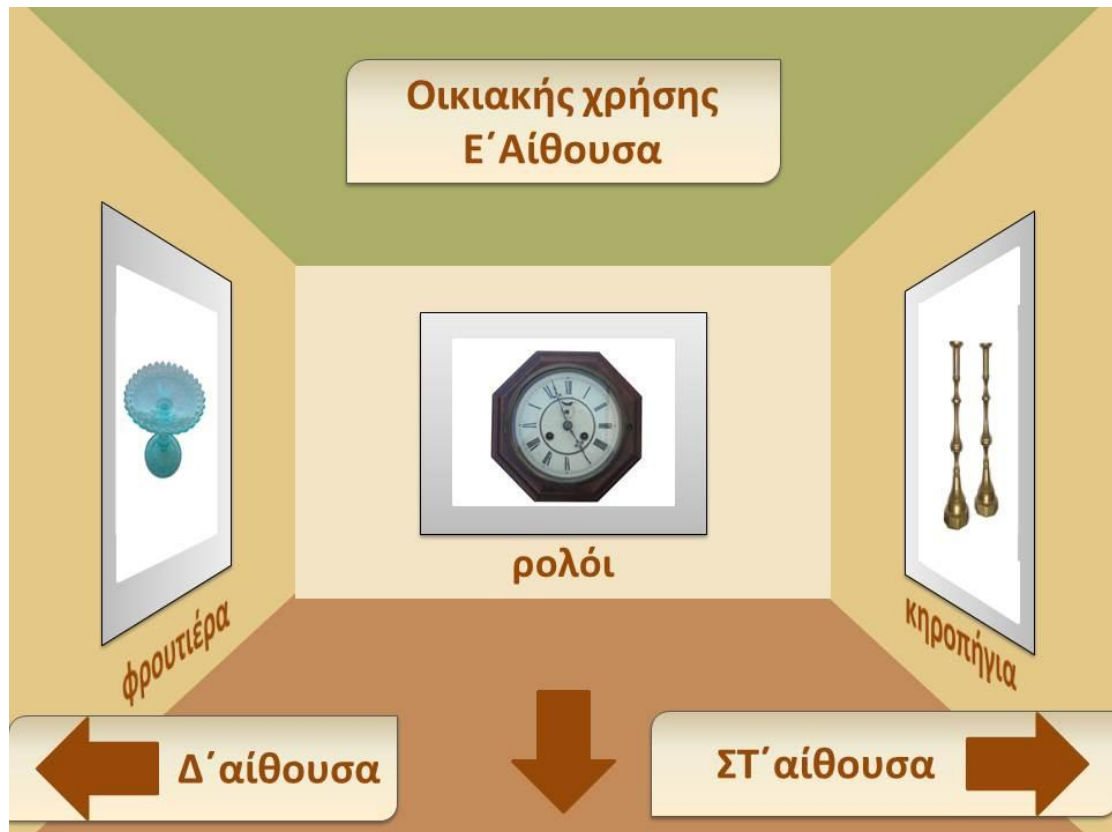 Οικιακής χρήσης
Ε΄Αίθουσα
φρουτιέρα
ρολόι
κηροπήγια
Δ΄αίθουσα
ΣΤ΄αίθουσα